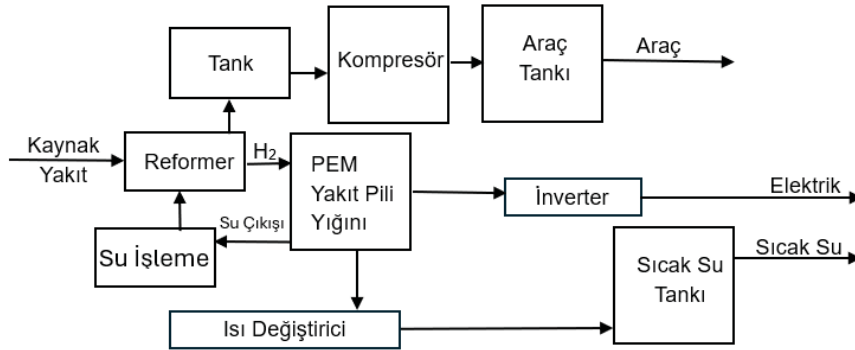 Tank
Kompresör
Araç
Tankı
Araç
Kaynak
Yakıt
Reformer
H₂
PEM
Yakıt Pili
Yığını
İnverter
Elektrik
Su Çıkışı
Su İşleme
Sıcak Su
Tankı
Sıcak Su
Isı Değiştirici